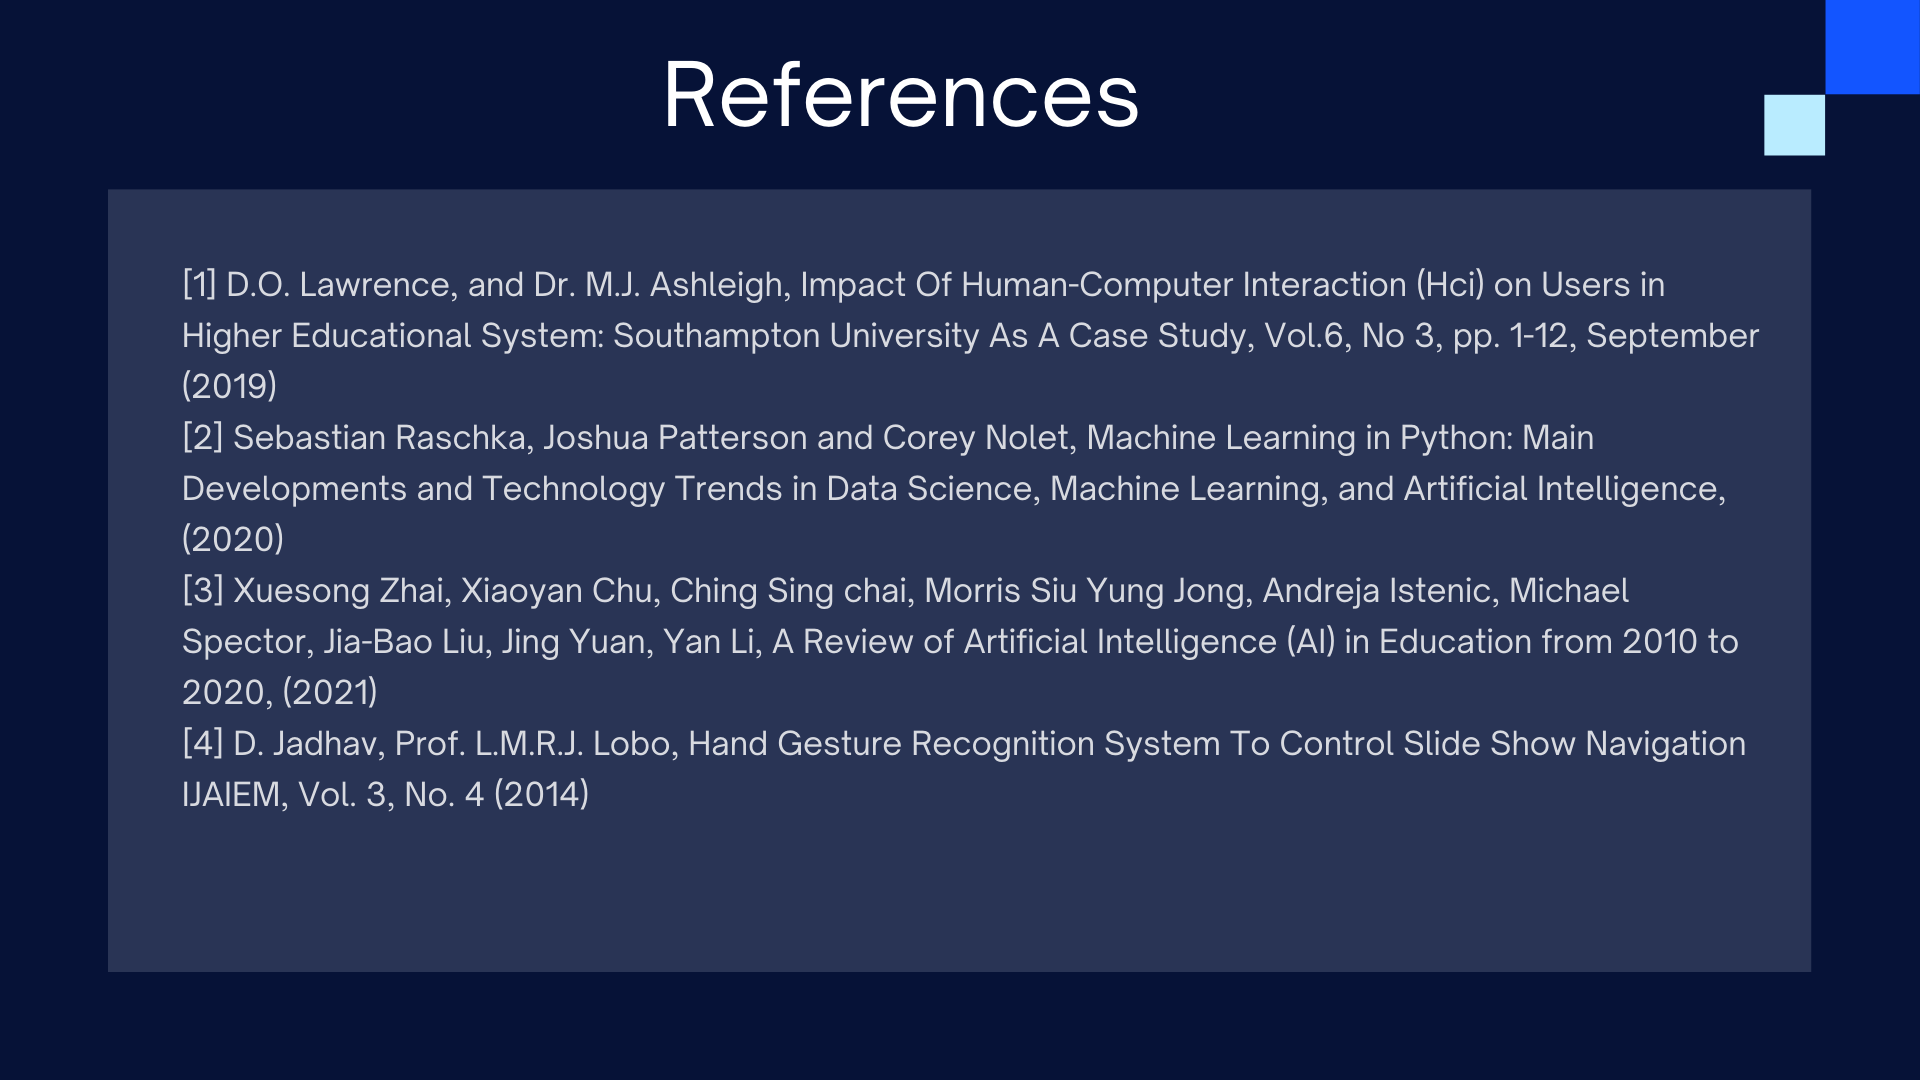 References
[1] D.O. Lawrence, and Dr. M.J. Ashleigh, Impact Of Human-Computer Interaction (Hci) on Users in
Higher Educational System: Southampton University As A Case Study, Vol.6, No 3, pp. 1-12, September
(2019)
[2] Sebastian Raschka, Joshua Patterson and Corey Nolet, Machine Learning in Python: Main
Developments and Technology Trends in Data Science, Machine Learning, and Artificial Intelligence,
(2020)
[3] Xuesong Zhai, Xiaoyan Chu, Ching Sing chai, Morris Siu Yung Jong, Andreja Istenic, Michael
Spector, Jia-Bao Liu, Jing Yuan, Yan Li, A Review of Artificial Intelligence (AI) in Education from 2010 to
2020, (2021)
[4] D. Jadhav, Prof. L.M.R.J. Lobo, Hand Gesture Recognition System To Control Slide Show Navigation
IJAIEM, Vol. 3, No. 4 (2014)